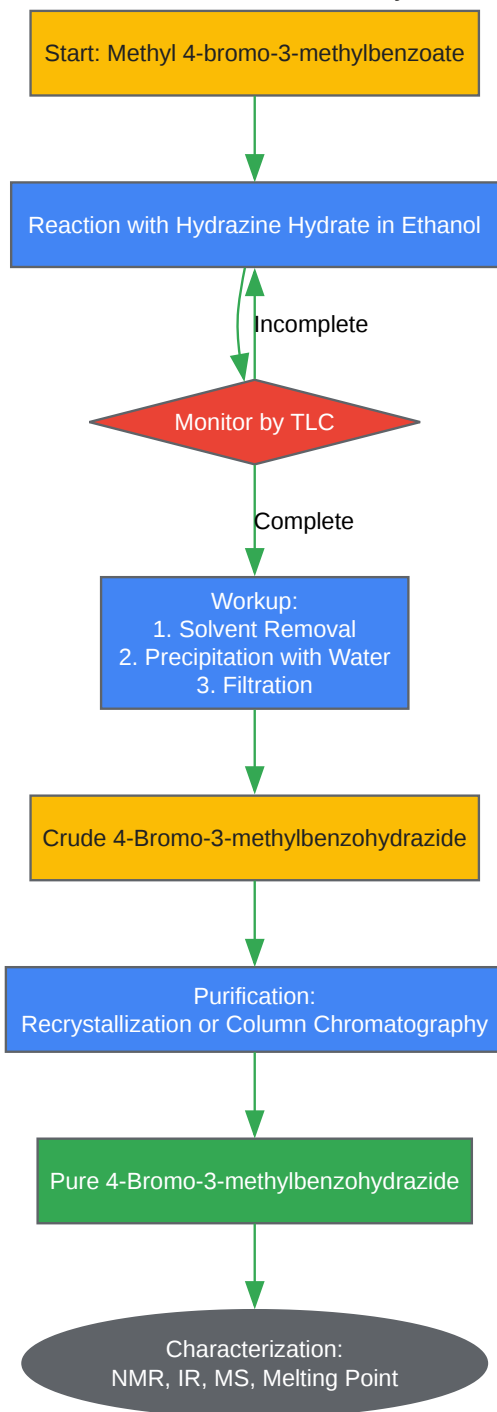 Start: Methyl 4-bromo-3-methylbenzoate
Reaction with Hydrazine Hydrate in Ethanol
Incomplete
Monitor by TLC
Complete
Workup:
1. Solvent Removal
2. Precipitation with Water
3. Filtration
Crude 4-Bromo-3-methylbenzohydrazide
Purification:
Recrystallization or Column Chromatography
Pure 4-Bromo-3-methylbenzohydrazide
Characterization:
NMR, IR, MS, Melting Point